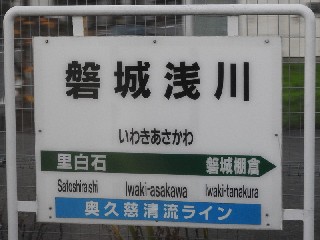 磐城浅川
いわきあさかわ
里白石 磐城棚倉
Satoshiraishi Iwaki-asakawa Iwaki-tanakura
奥久慈清流ライン